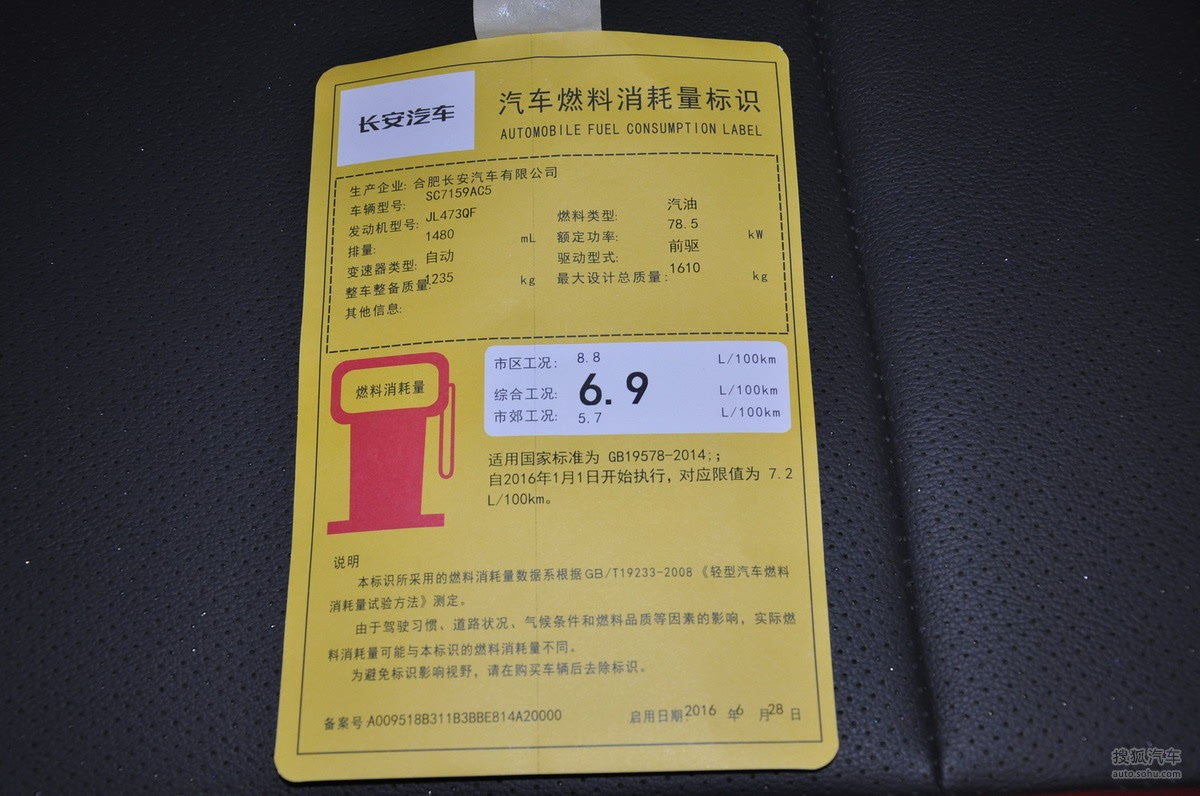 长安汽车
汽车燃料消耗量标识
AUTOMOBILE FUEL CONSUMPTION LABEL
生产企业: 合肥长安汽车有限公司
车辆型号: SC7159AC5
发动机型号: JL473QF
燃料类型: 汽油
排量: 1480 mL
额定功率: 78.5 kW
变速器类型: 自动
驱动型式: 前驱
整车整备质量: 1235 kg
最大设计总质量: 1610 kg
其他信息:
燃料消耗量
市区工况: 8.8 L/100km
综合工况: 6.9 L/100km
市郊工况: 5.7 L/100km
适用国家标准为 GB19578-2014;;
自2016年1月1日开始执行，对应限值为 7.2
L/100km。
说明
本标识所采用的燃料消耗量数据系根据GB/T19233-2008《轻型汽车燃料
消耗量试验方法》测定。
由于驾驶习惯、道路状况、气候条件和燃料品质等因素的影响，实际燃
料消耗量可能与本标识的燃料消耗量不同。
为避免标识影响视野，请在购买车辆后去除标识。
备案号 A009518B311B3BBE814A20000
启用日期: 2016 年 6 月 28 日
搜狐汽车
auto.sohu.com